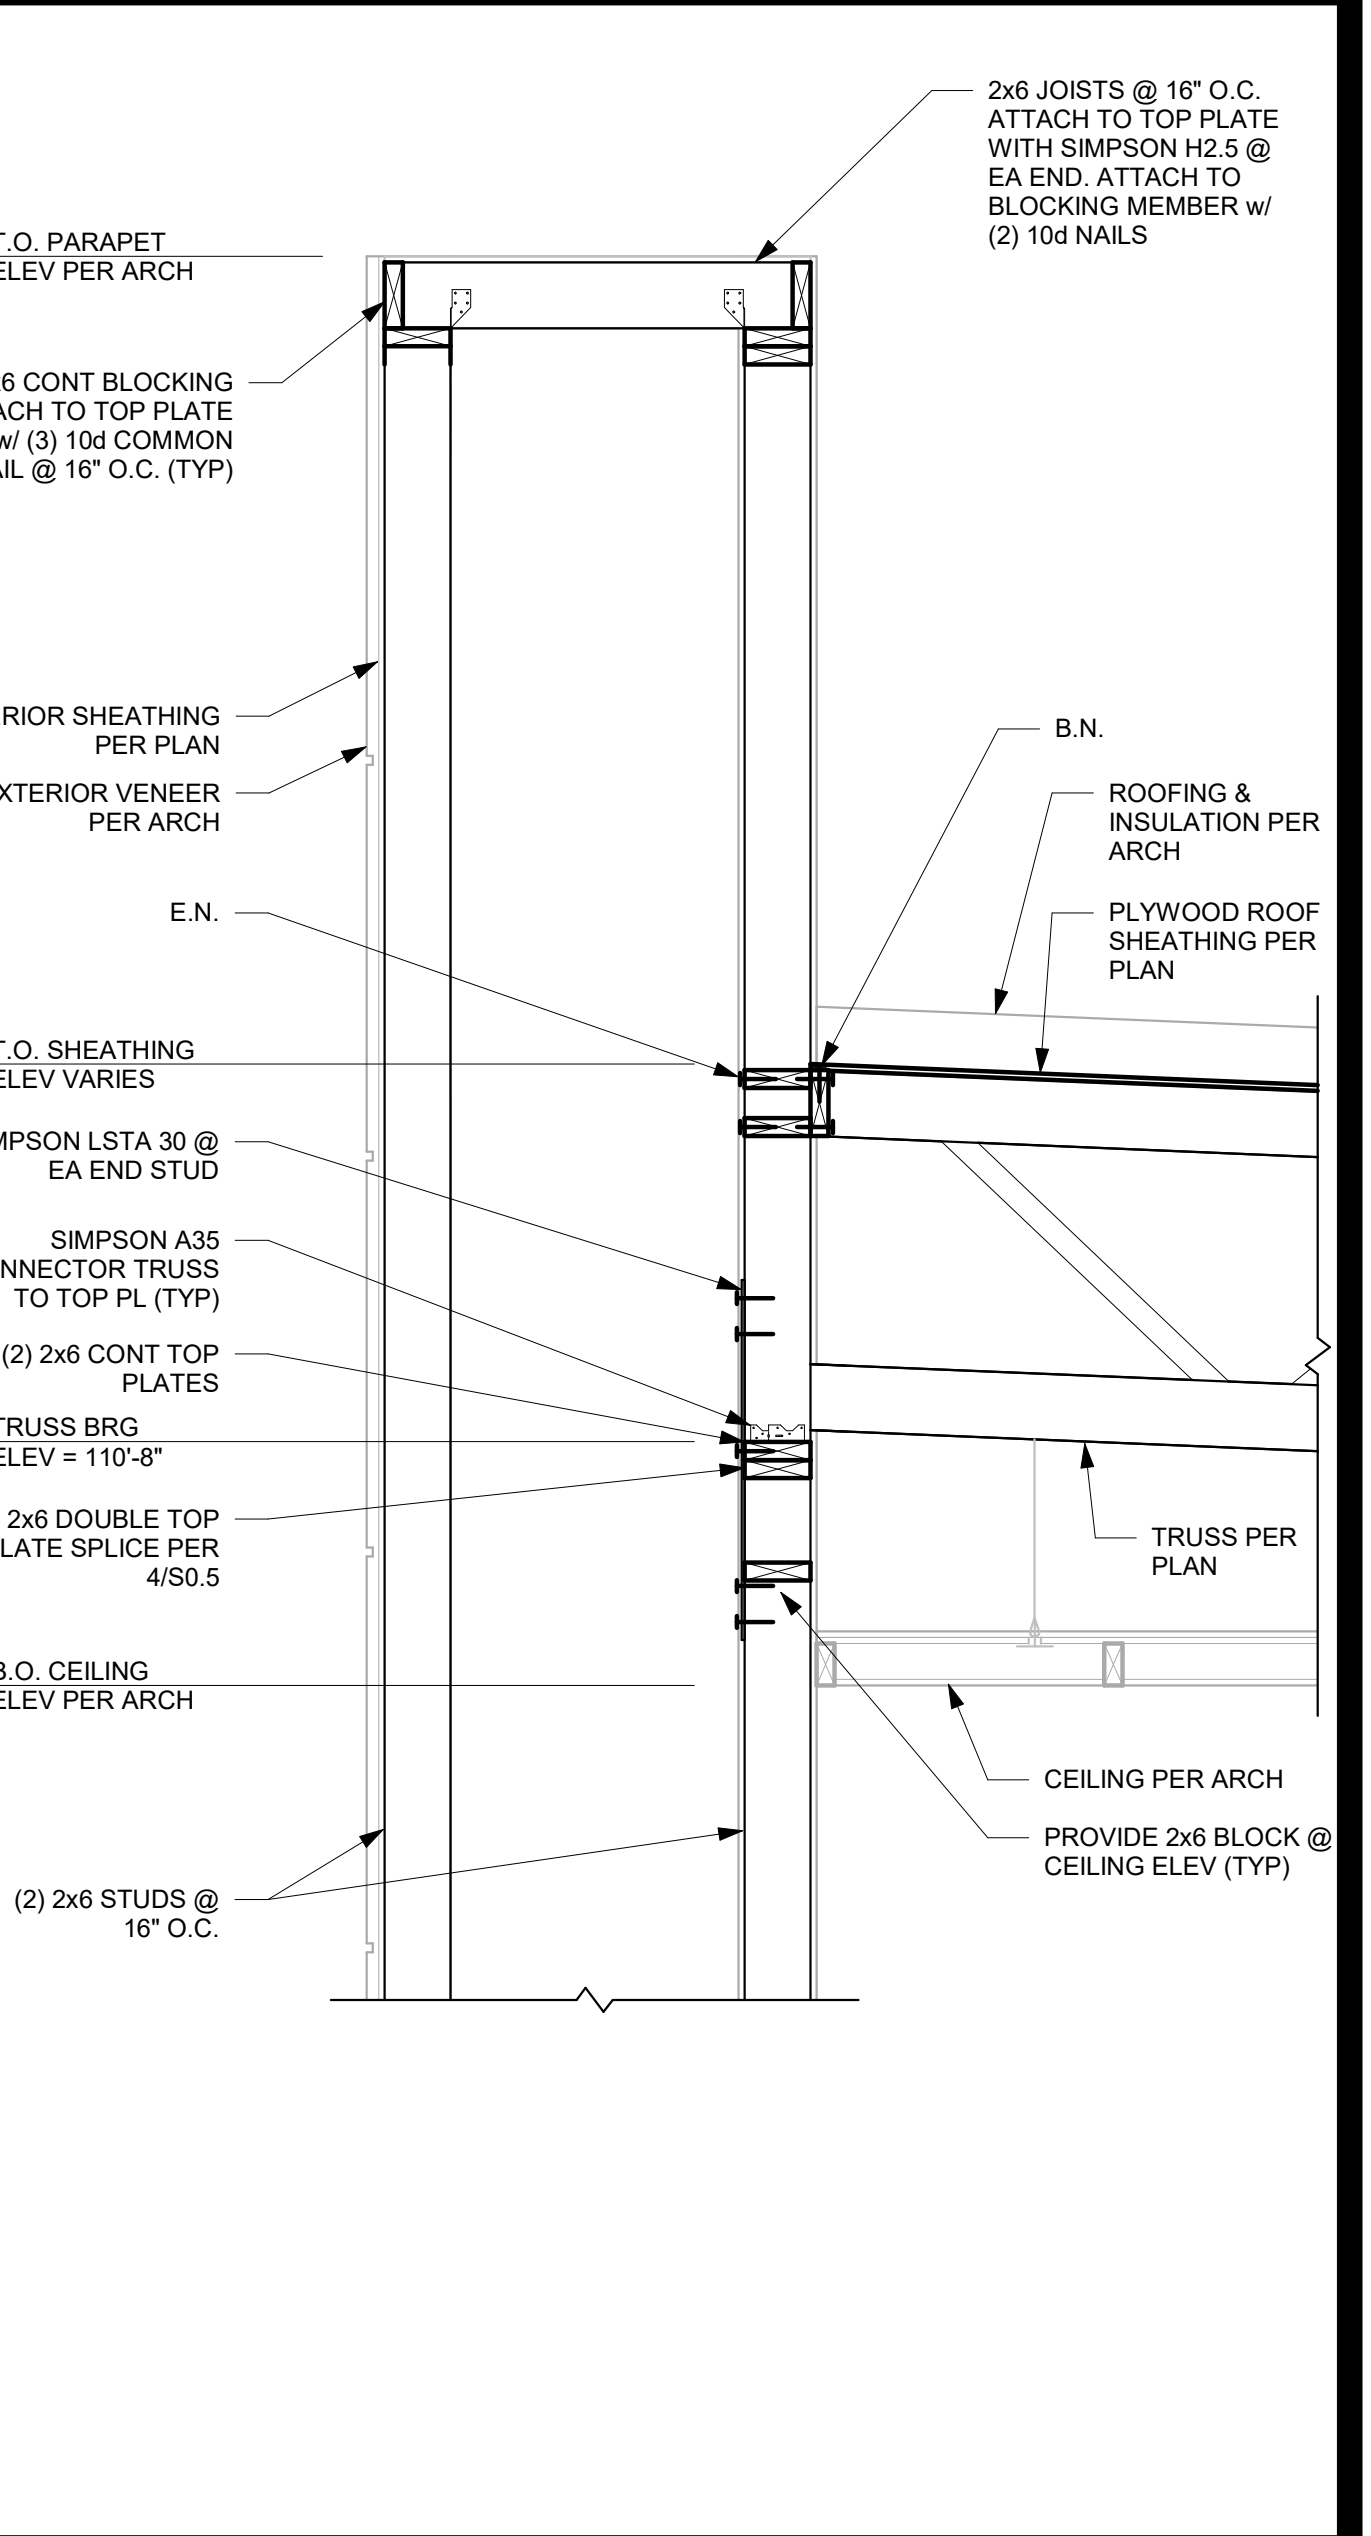 2x6 JOISTS @ 16" O.C.
ATTACH TO TOP PLATE
WITH SIMPSON H2.5 @
EA END. ATTACH TO
BLOCKING MEMBER w/
(2) 10d NAILS
T.O. PARAPET
ELEV PER ARCH
x6 CONT BLOCKING
ACH TO TOP PLATE
w/ (3) 10d COMMON
AIL @ 16" O.C. (TYP)
ERIOR SHEATHING
PER PLAN
XTERIOR VENEER
PER ARCH
B.N.
ROOFING &
INSULATION PER
ARCH
E.N.
PLYWOOD ROOF
SHEATHING PER
PLAN
T.O. SHEATHING
ELEV VARIES
MPSON LSTA 30 @
EA END STUD
SIMPSON A35
NNECTOR TRUSS
TO TOP PL (TYP)
(2) 2x6 CONT TOP
PLATES
TRUSS BRG
ELEV = 110'-8"
2x6 DOUBLE TOP
LATE SPLICE PER
4/S0.5
TRUSS PER
PLAN
B.O. CEILING
ELEV PER ARCH
CEILING PER ARCH
PROVIDE 2x6 BLOCK @
CEILING ELEV (TYP)
(2) 2x6 STUDS @
16" O.C.